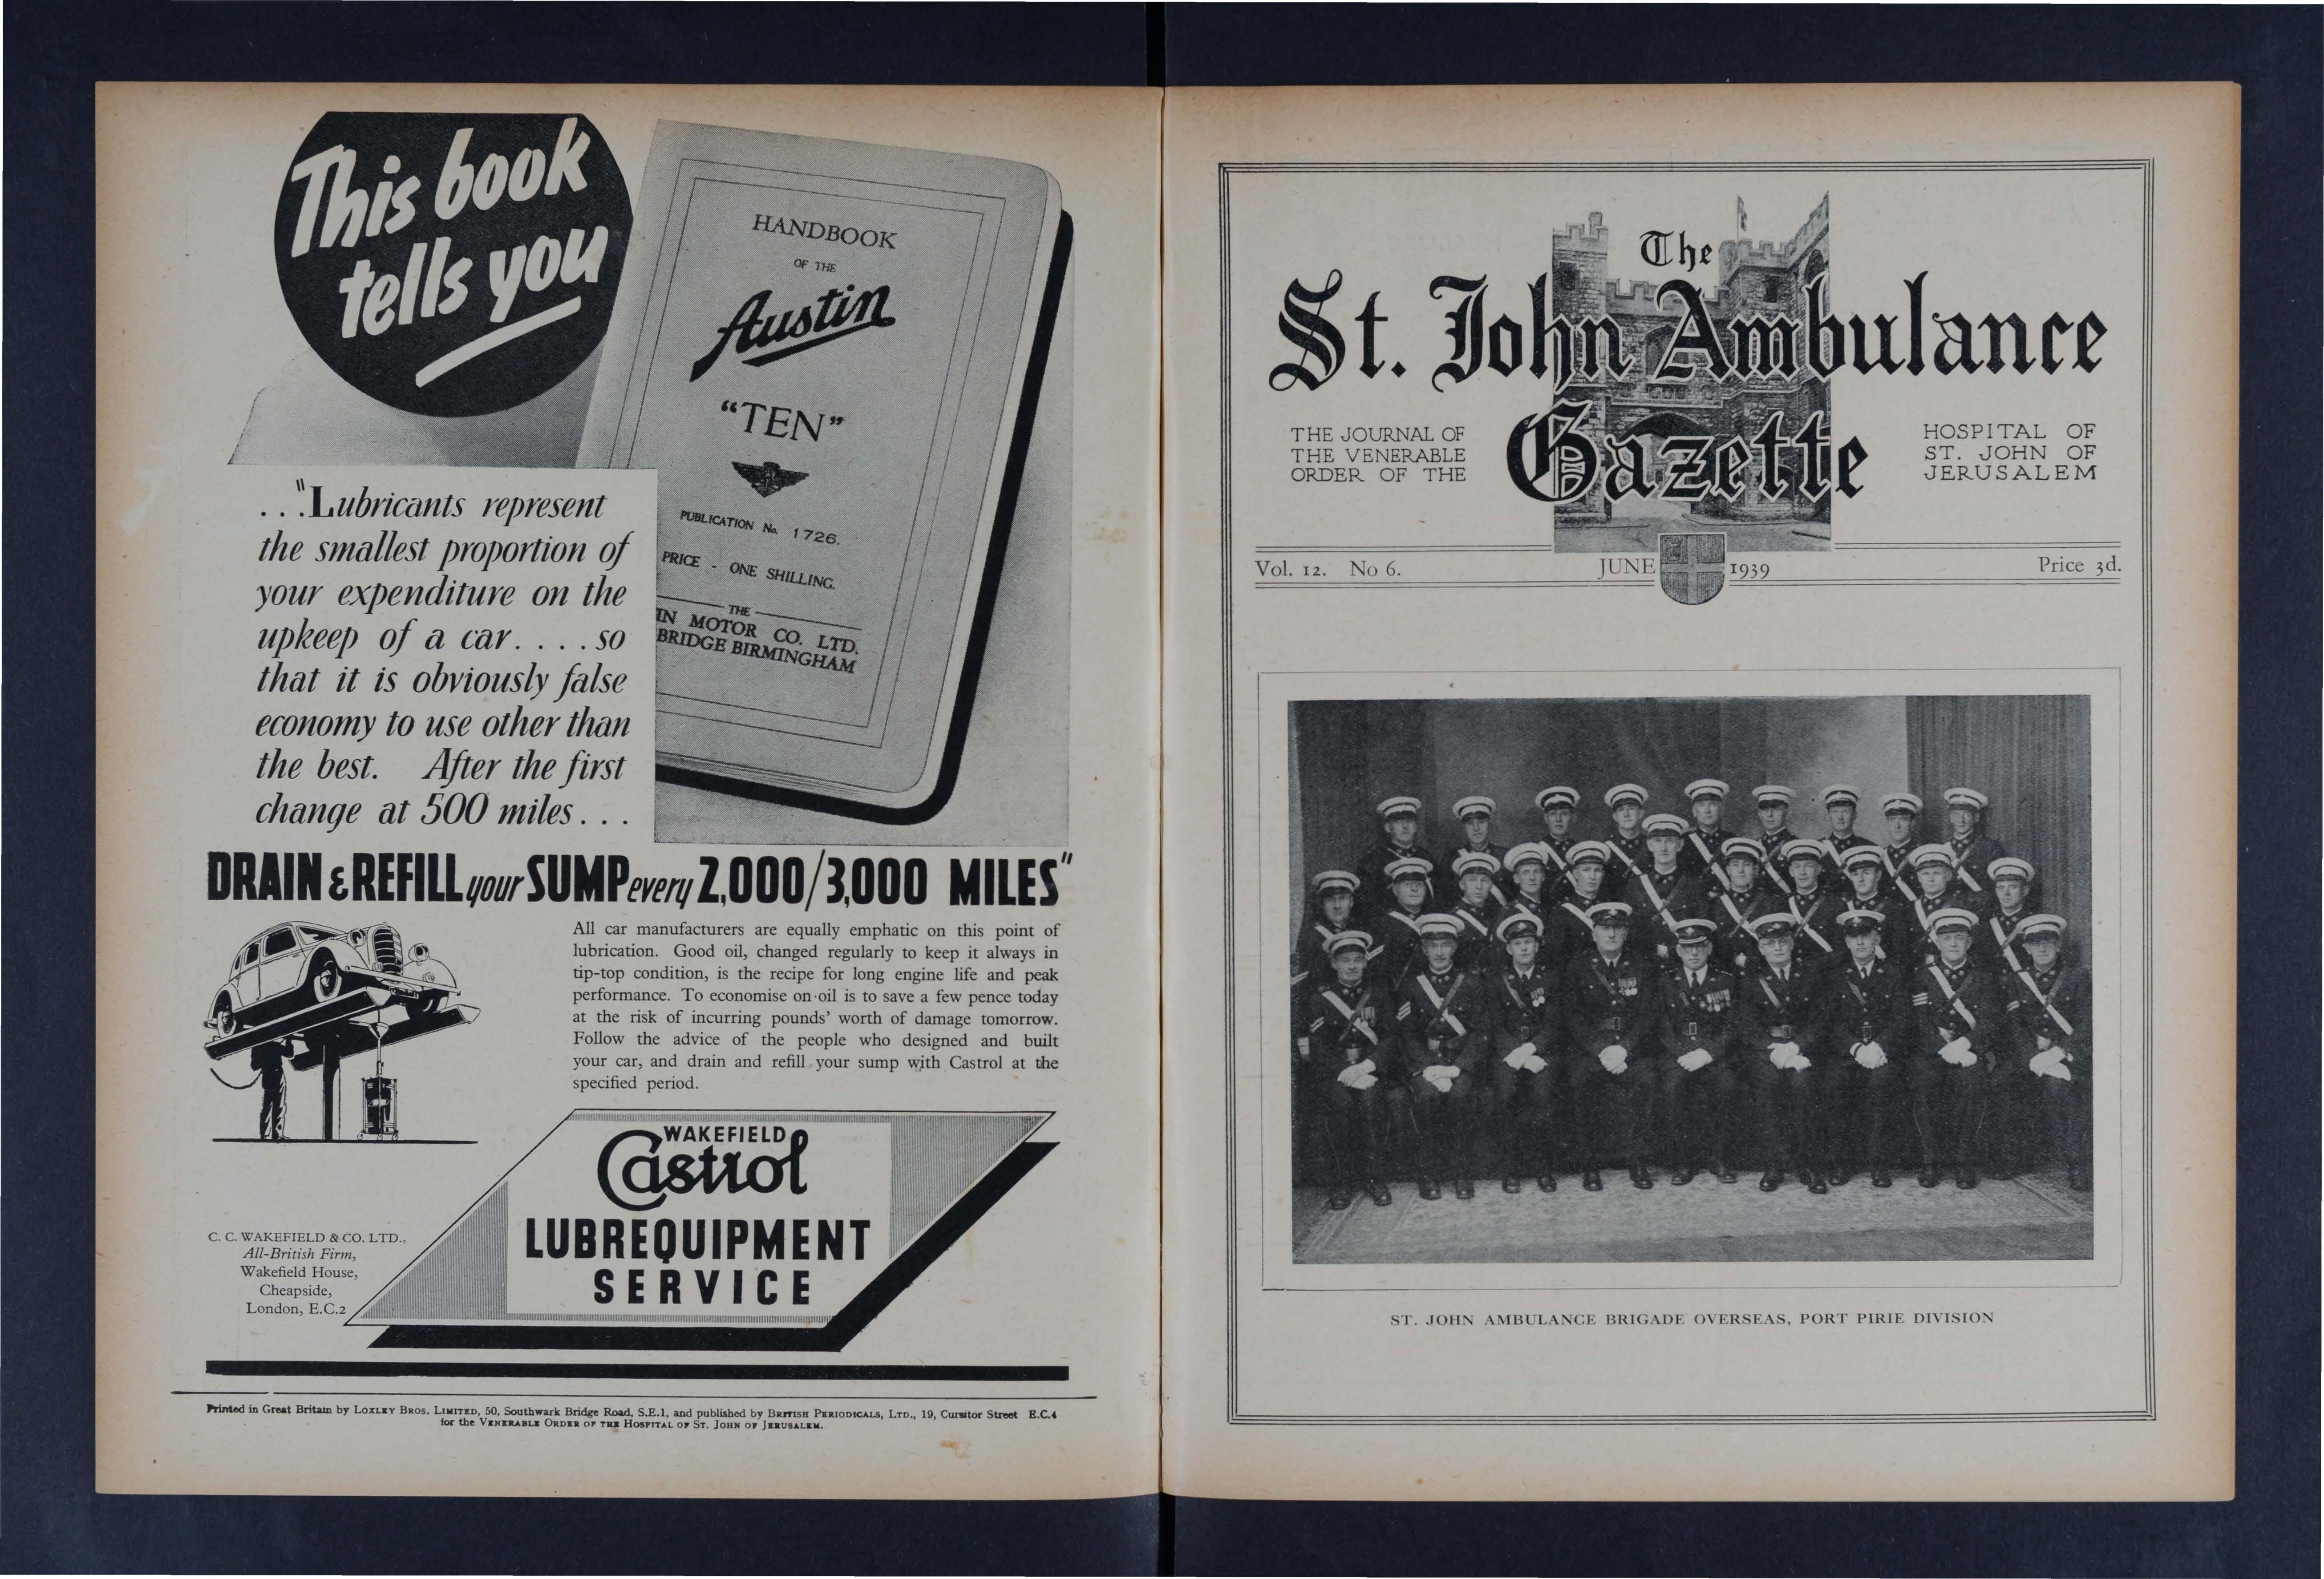 This book
tells you
HANDBOOK
OF THE
Austin
"TEN"
PUBLICATION No. 1726.
PRICE - ONE SHILLING.
THE
IN MOTOR CO. LTD.
BRIDGE BIRMINGHAM
..."Lubricants represent
the smallest proportion of
your expenditure on the
upkeep of a car. . . . so
that it is obviously false
economy to use other than
the best. After the first
change at 500 miles. . .
DRAIN & REFILL your SUMP every 2,000/3,000 MILES"
All car manufacturers are equally emphatic on this point of
lubrication. Good oil, changed regularly to keep it always in
tip-top condition, is the recipe for long engine life and peak
performance. To economise on oil is to save a few pence today
at the risk of incurring pounds' worth of damage tomorrow.
Follow the advice of the people who designed and built
your car, and drain and refill your sump with Castrol at the
specified period.
WAKEFIELD
Castrol
LUBREQUIPMENT
SERVICE
C. C. WAKEFIELD & CO. LTD.,
All-British Firm,
Wakefield House,
Cheapside,
London, E.C.2
Printed in Great Britain by LOXLEY BROS. LIMITED, 50, Southwark Bridge Road, S.E.1, and published by BRITISH PERIODICALS, LTD., 19, Cursitor Street E.C.4
for the VENERABLE ORDER OF THE HOSPITAL OF ST. JOHN OF JERUSALEM.
The
St. John Ambulance
Gazette
THE JOURNAL OF
THE VENERABLE
ORDER OF THE
HOSPITAL OF
ST. JOHN OF
JERUSALEM
Vol. 12. No 6. JUNE 1939 Price 3d.
ST. JOHN AMBULANCE BRIGADE OVERSEAS, PORT PIRIE DIVISION